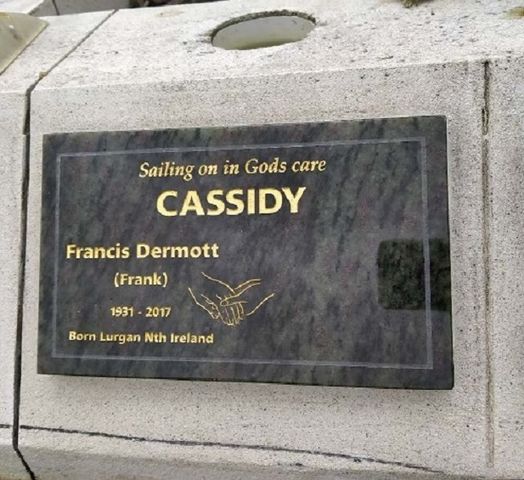 Sailing on in Gods care
CASSIDY
Francis Dermott
(Frank)
1931 - 2017
Born Lurgan Nth Ireland